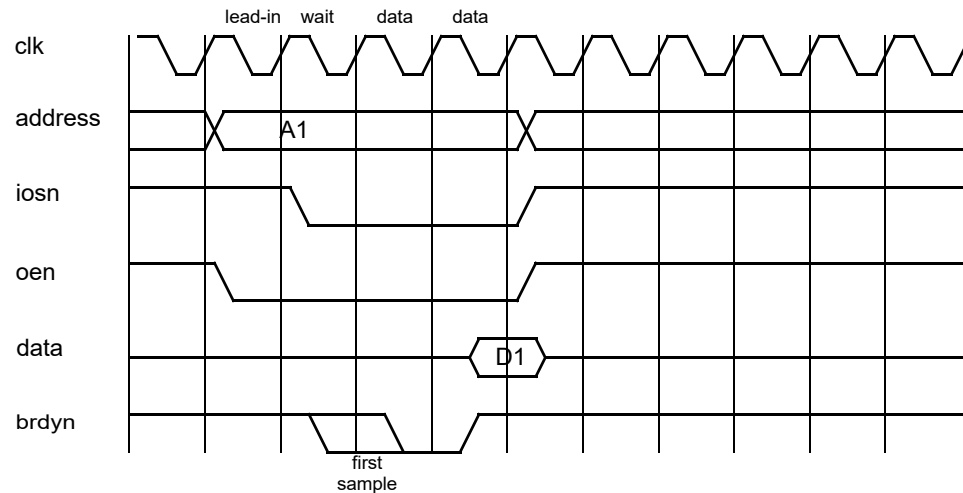 lead-in wait data data
clk
address
A1
iosn
oen
data
D1
brdyn
first
sample